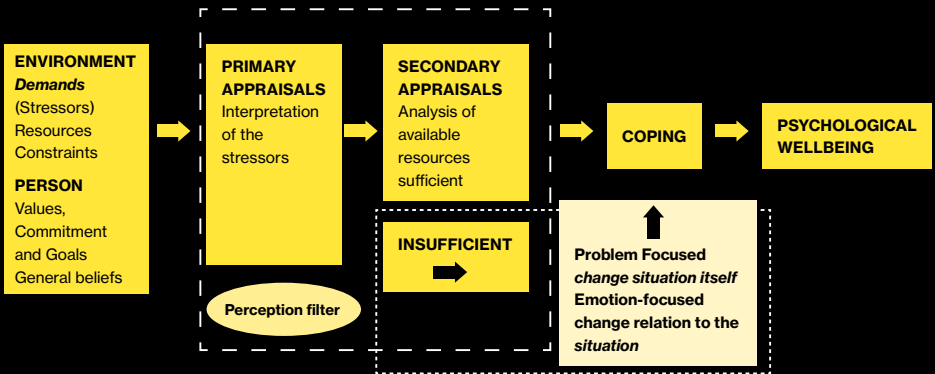 ENVIRONMENT
Demands
(Stressors)
Resources
Constraints
PERSON
Values,
Commitment
and Goals
General beliefs
PRIMARY
APPRAISALS
Interpretation
of the
stressors
Perception filter
SECONDARY
APPRAISALS
Analysis of
available
resources
sufficient
INSUFFICIENT
COPING
Problem Focused
change situation itself
Emotion-focused
change relation to the
situation
PSYCHOLOGICAL
WELLBEING